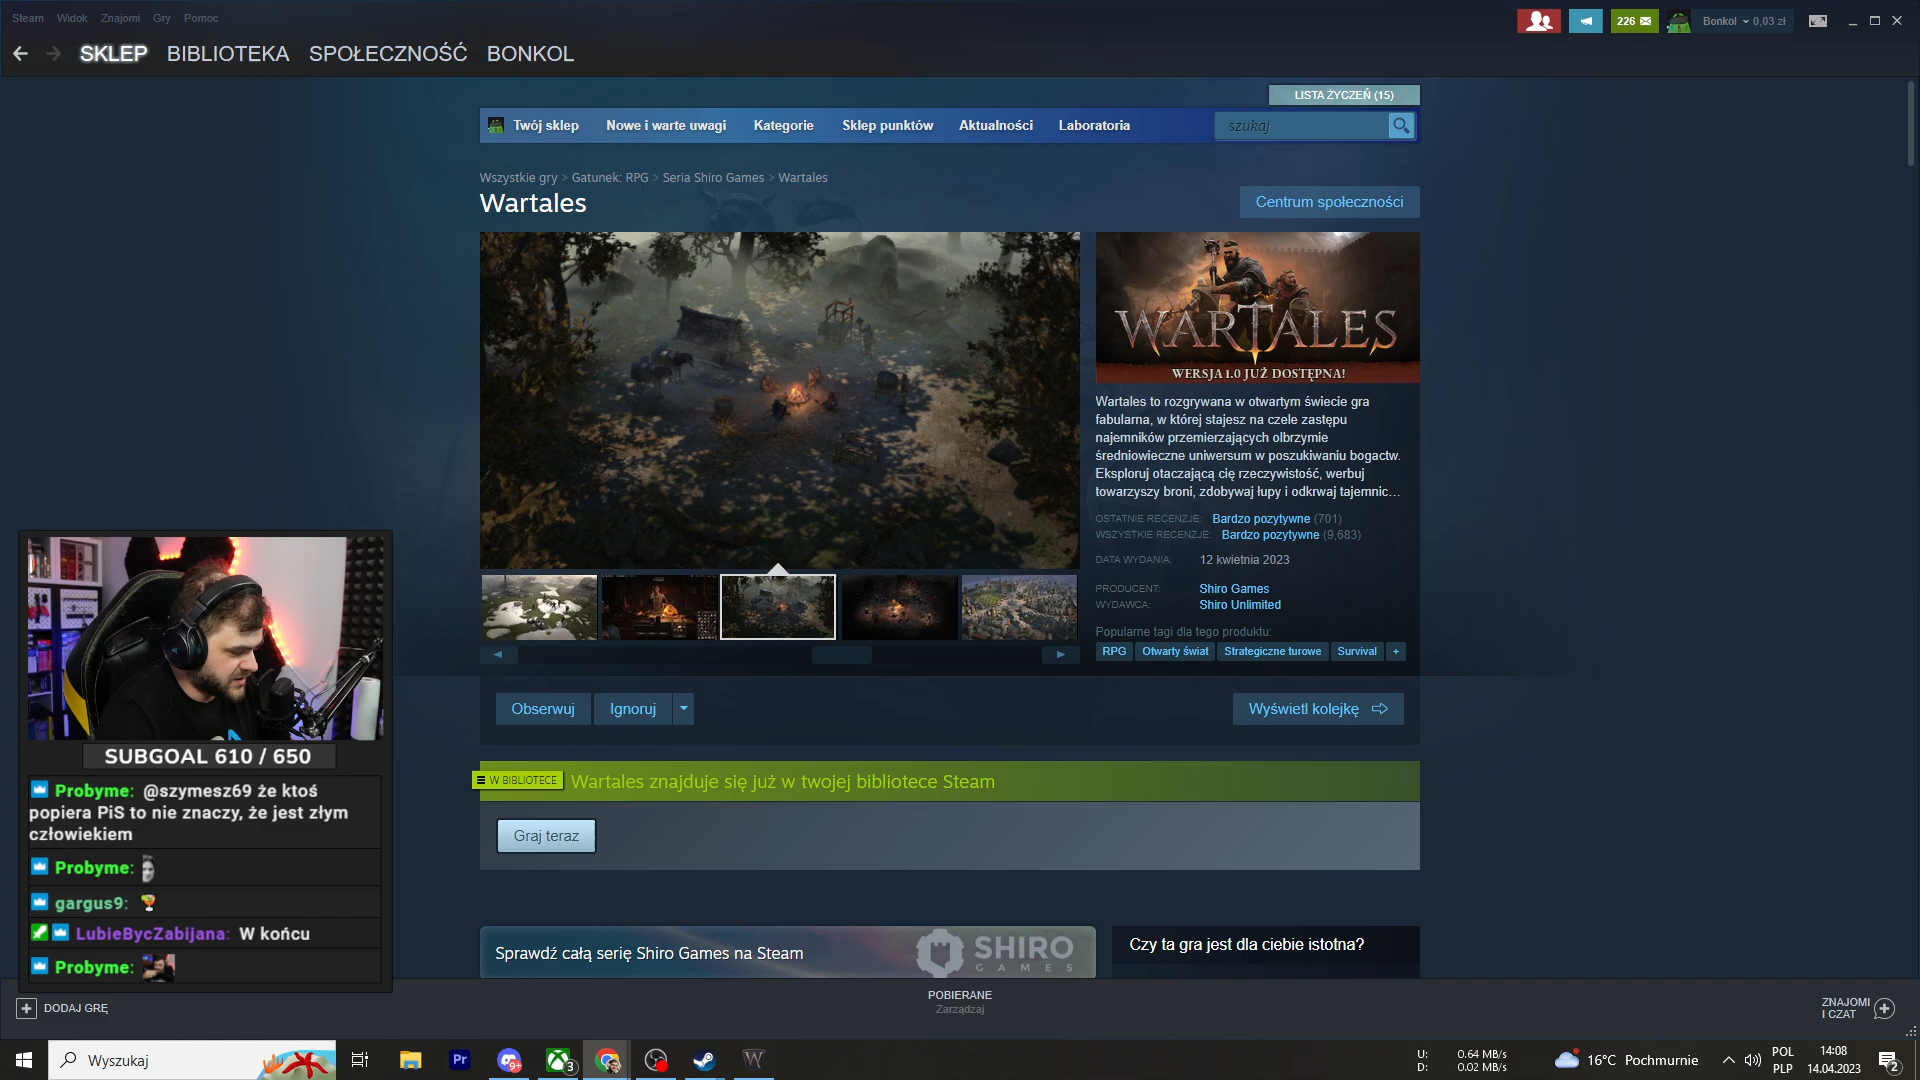 Steam Widok Znajomi Gry Pomoc
226
Bonkol 0,03 zł
SKLEP BIBLIOTEKA SPOŁECZNOŚĆ BONKOL
LISTA ŻYCZEŃ (15)
Twój sklep Nowe i warte uwagi Kategorie Sklep punktów Aktualności Laboratoria
szukaj
Wszystkie gry > Gatunek: RPG > Seria Shiro Games > Wartales
Wartales
Centrum społeczności
WARTALES
WERSJA 1.0 JUŻ DOSTĘPNA!
Wartales to rozgrywana w otwartym świecie gra
fabularna, w której stajesz na czele zastępu
najemników przemierzających olbrzymie
średniowieczne uniwersum w poszukiwaniu bogactw.
Eksploruj otaczającą cię rzeczywistość, werbuj
towarzyszy broni, zdobywaj łupy i odkrwaj tajemnic...
OSTATNIE RECENZJE: Bardzo pozytywne (701)
WSZYSTKIE RECENZJE: Bardzo pozytywne (9,683)
DATA WYDANIA: 12 kwietnia 2023
PRODUCENT: Shiro Games
WYDAWCA: Shiro Unlimited
Popularne tagi dla tego produktu:
RPG Otwarty świat Strategiczne turowe Survival +
Obserwuj Ignoruj
Wyświetl kolejkę
W BIBLIOTECE Wartales znajduje się już w twojej bibliotece Steam
Graj teraz
Sprawdź całą serię Shiro Games na Steam
SHIRO
GAMES
Czy ta gra jest dla ciebie istotna?
SUBGOAL 610 / 650
Probyme: @szymesz69 że ktoś
popiera PiS to nie znaczy, że jest złym
człowiekiem
Probyme:
gargus9:
LubieBycZabijana: W końcu
Probyme:
DODAJ GRĘ
POBIERANE
Zarządzaj
ZNAJOMI
I CZAT
Wyszukaj
Pr
9+
3
U: 0.64 MB/s
D: 0.02 MB/s
16°C Pochmurnie
POL
PLP
14:08
14.04.2023
2